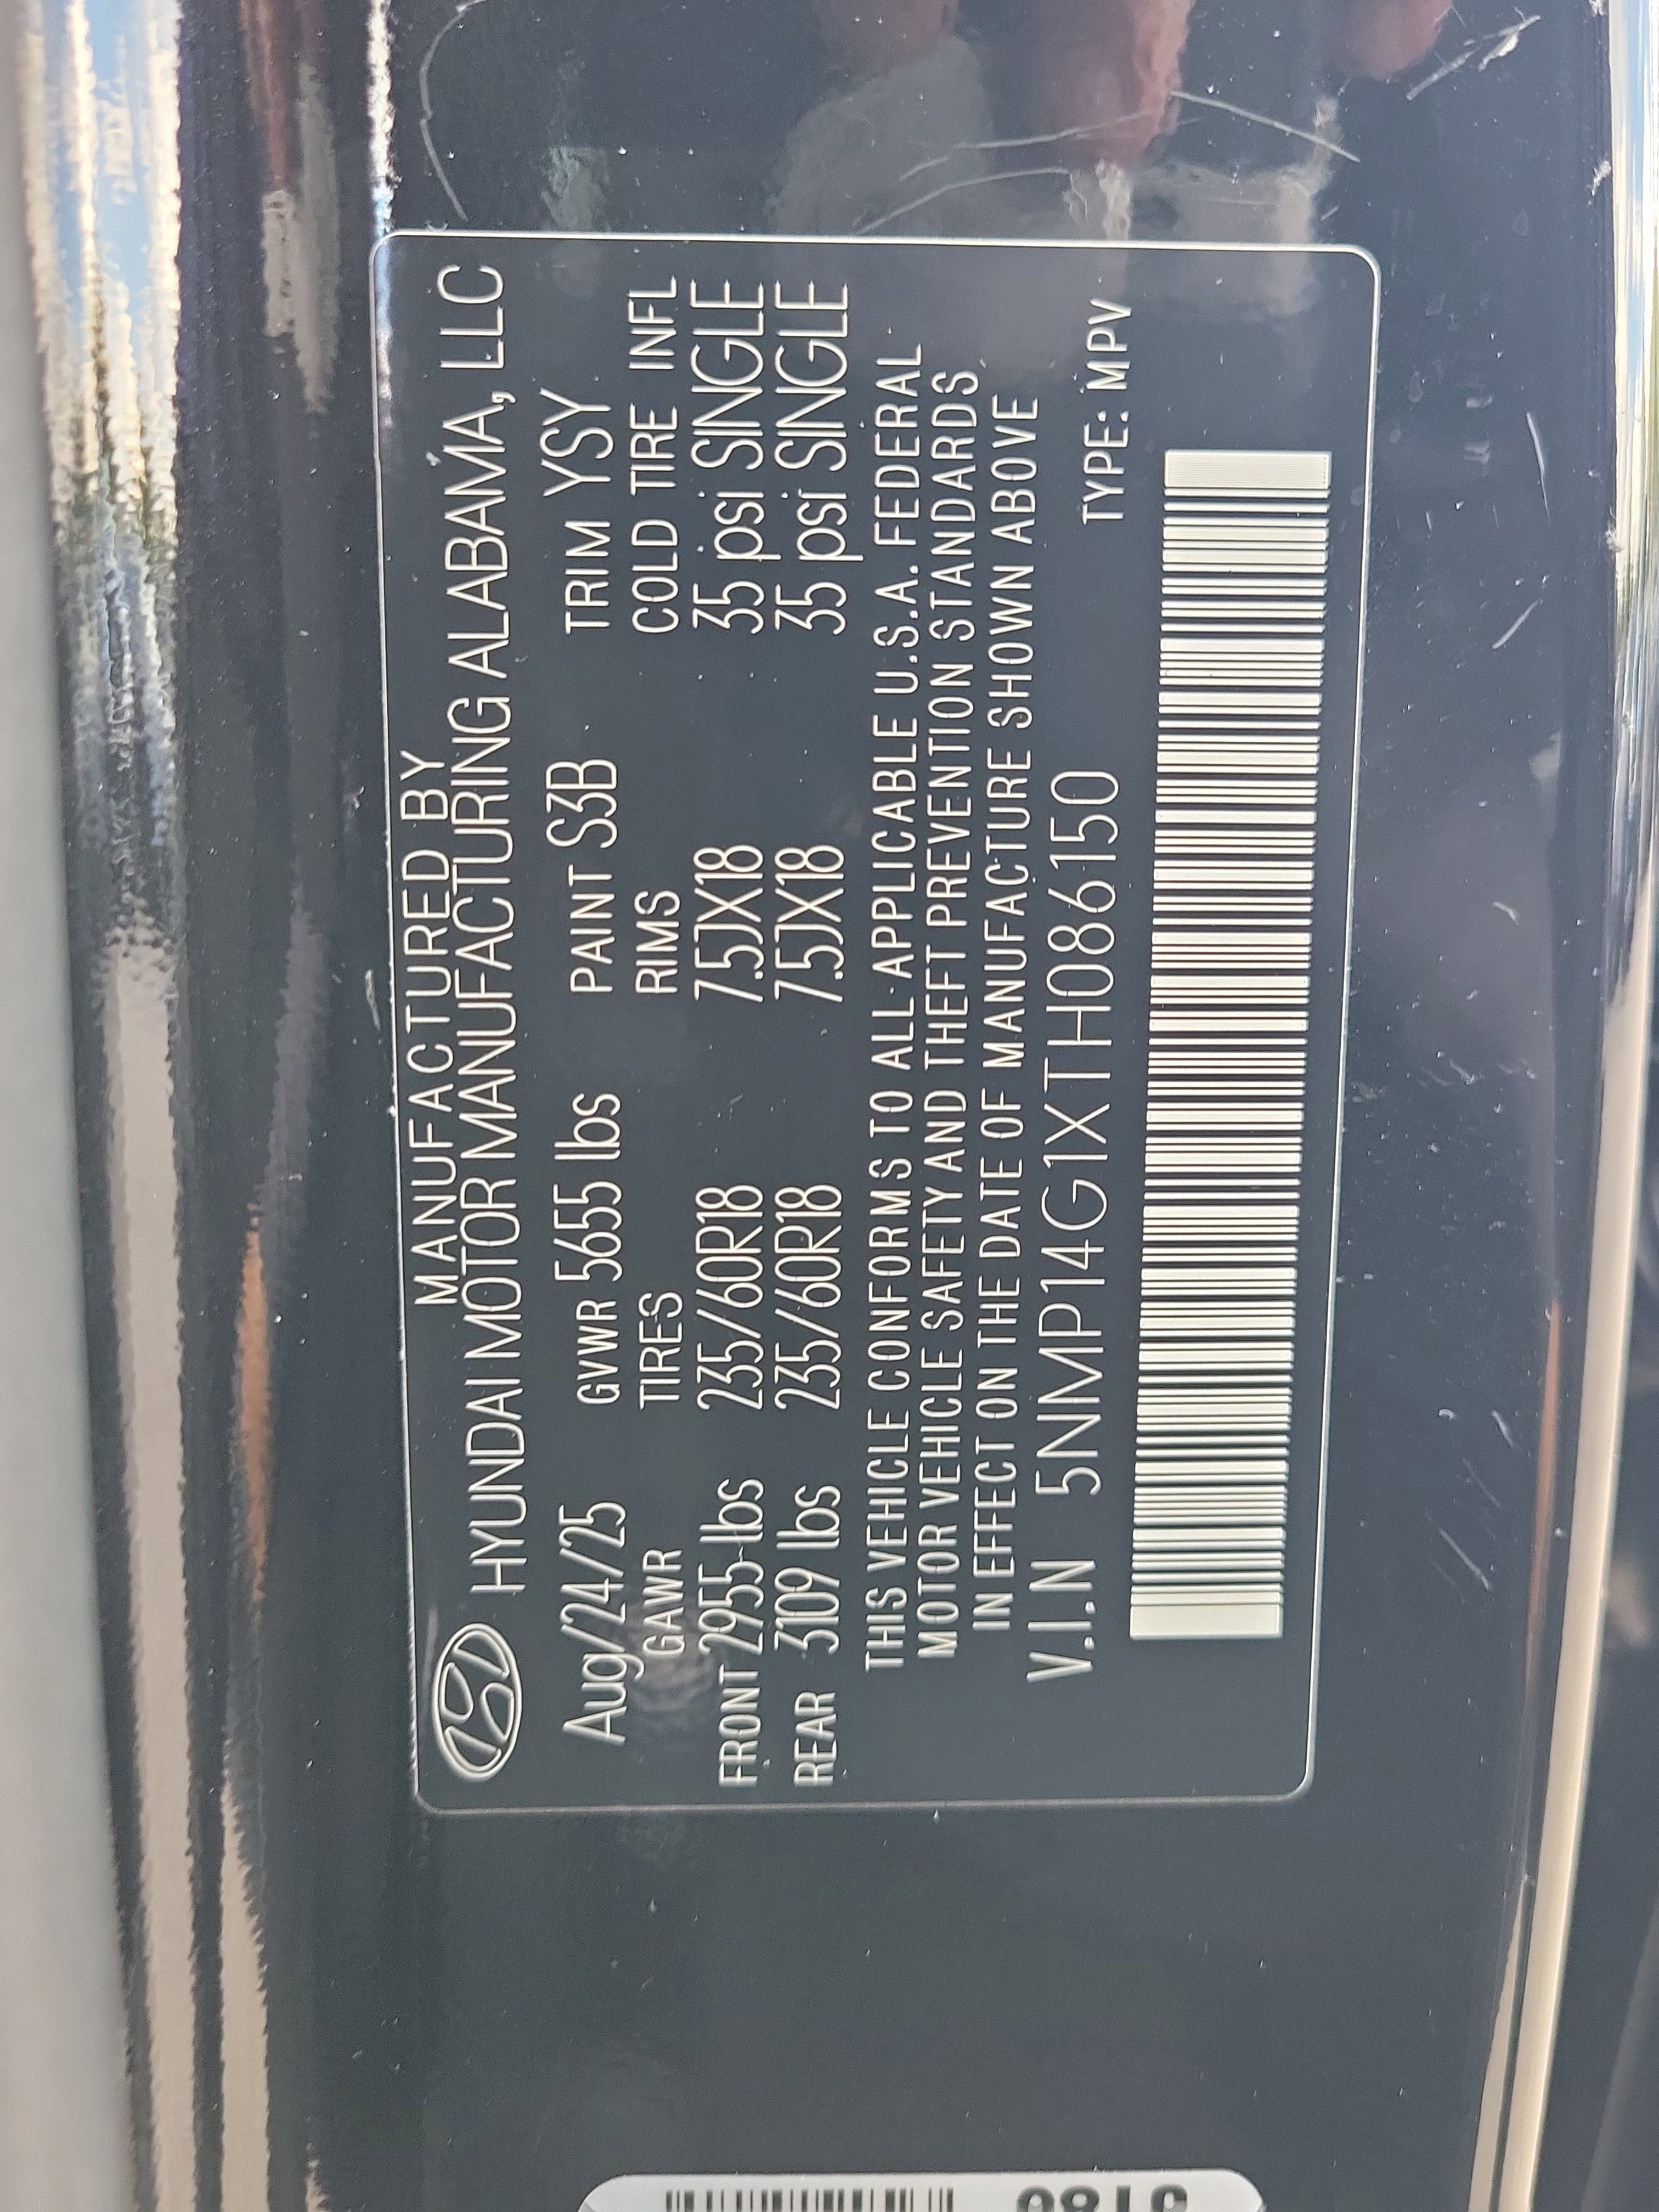 MANUFACTURED BY
HYUNDAI MOTOR MANUFACTURING ALABAMA, LLC
Aug/24/25 GVWR 5655 lbs PAINT S3B TRIM YSY
GAWR TIRES RIMS COLD TIRE INFL
FRONT 2955 lbs 235/60R18 7.5JX18 35 psi SINGLE
REAR 3109 lbs 235/60R18 7.5JX18 35 psi SINGLE
THIS VEHICLE CONFORMS TO ALL APPLICABLE U.S.A. FEDERAL
MOTOR VEHICLE SAFETY AND THEFT PREVENTION STANDARDS
IN EFFECT ON THE DATE OF MANUFACTURE SHOWN ABOVE
V.I.N 5NMP14G1XTH086150 TYPE: MPV